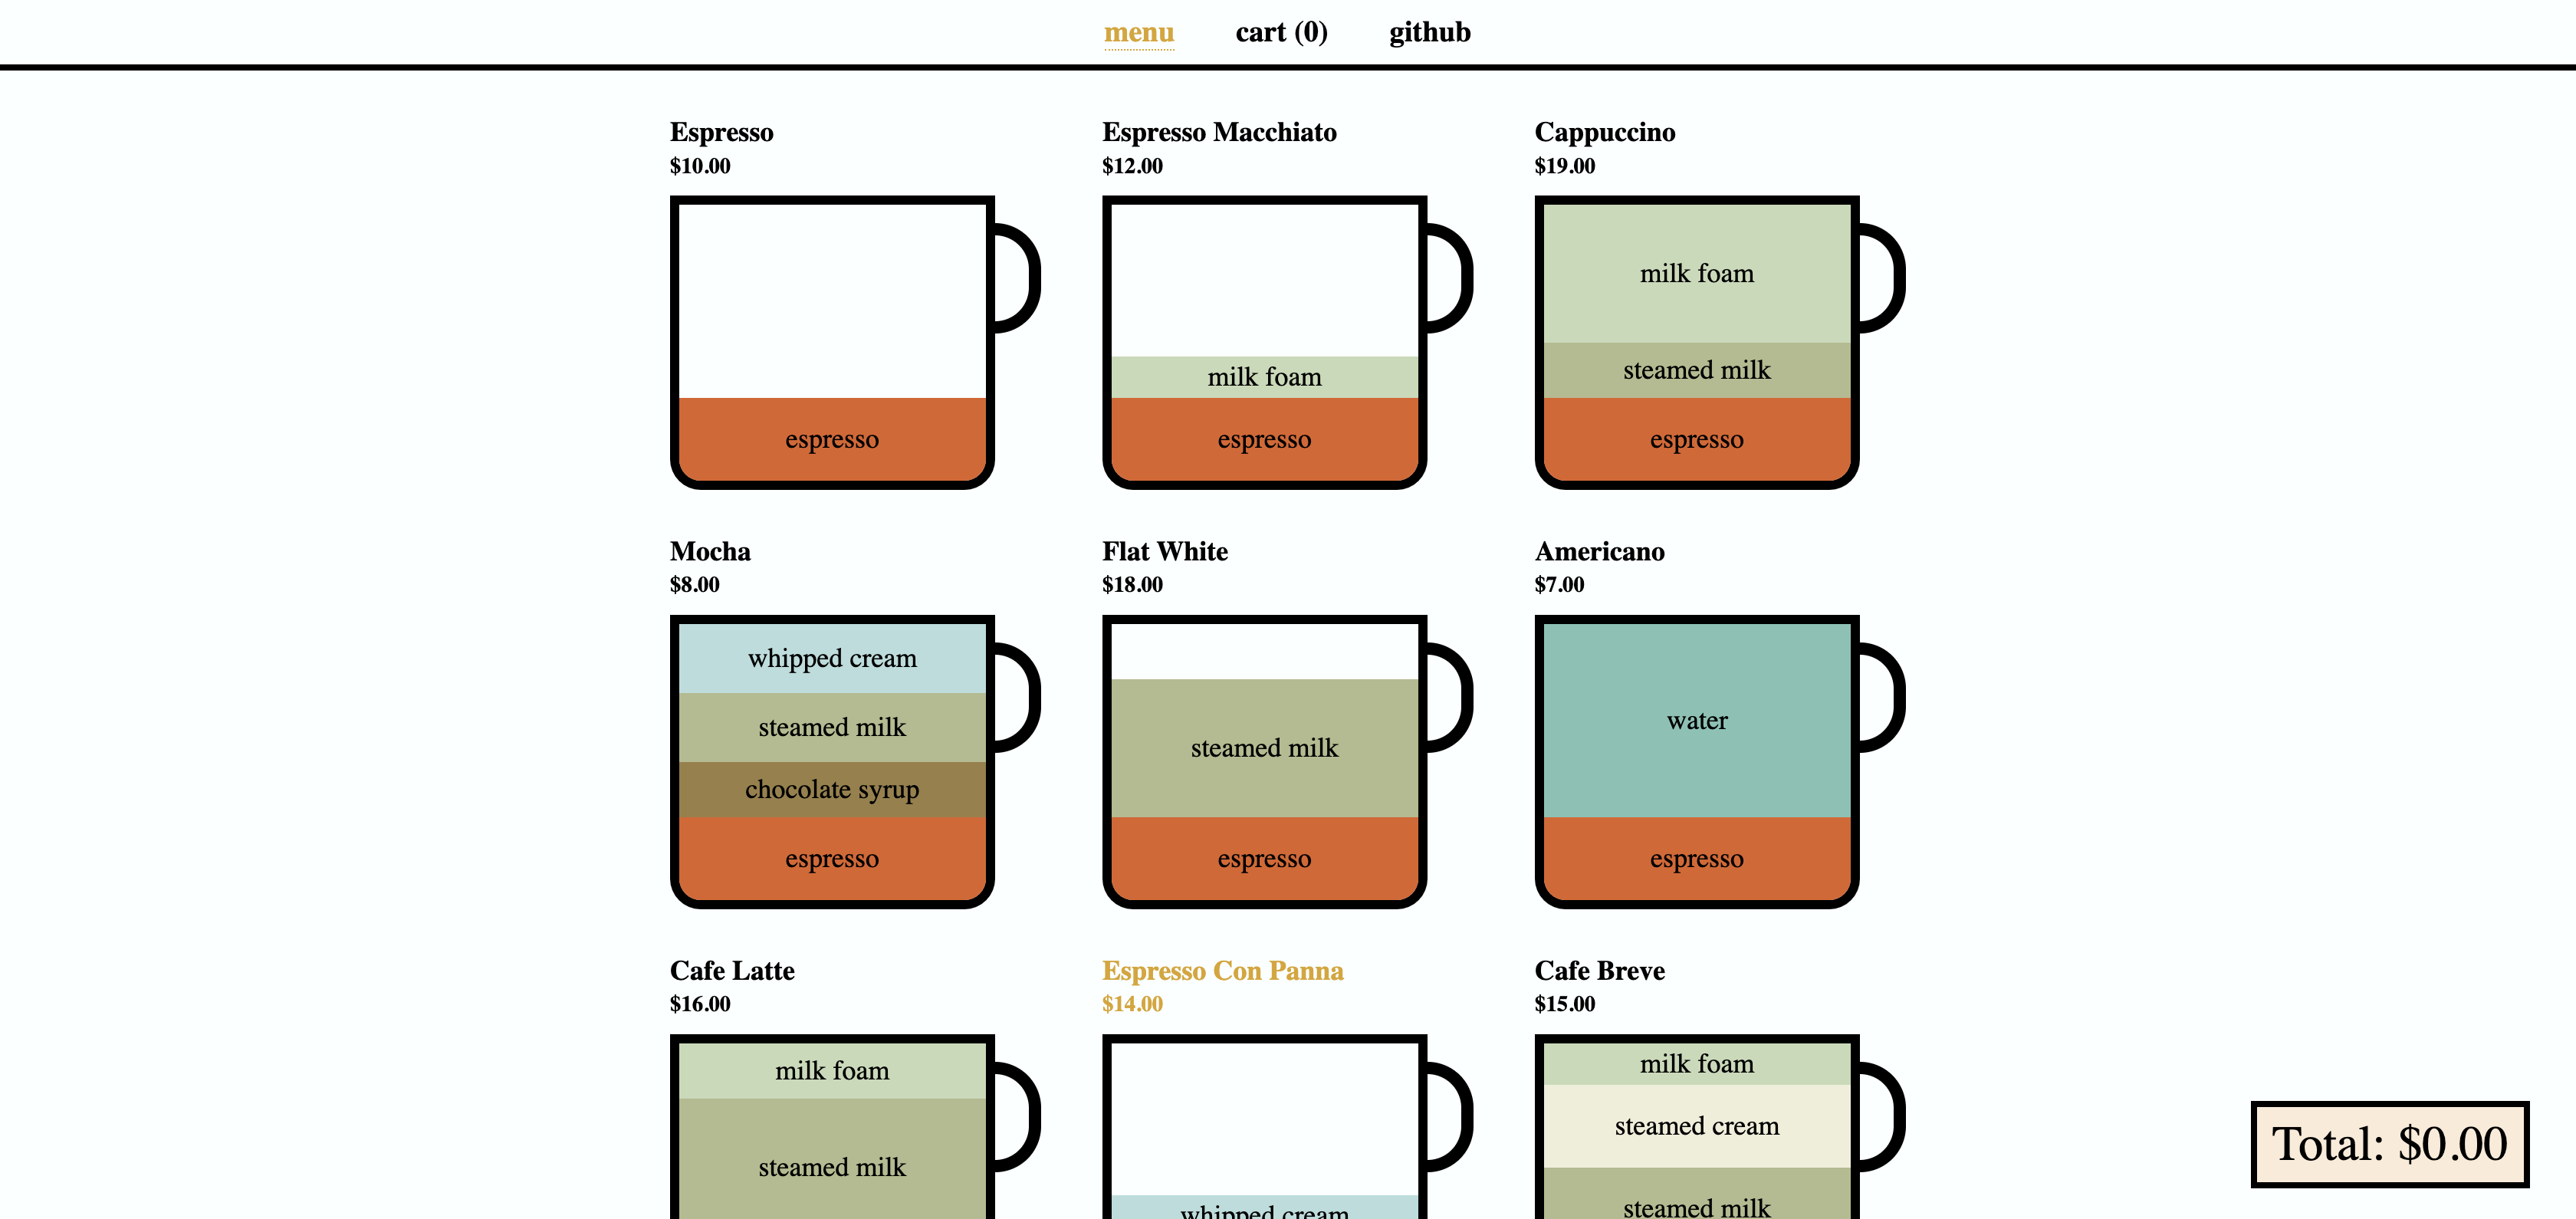 menu cart (0) github
Espresso
$10.00
espresso
Espresso Macchiato
$12.00
milk foam
espresso
Cappuccino
$19.00
milk foam
steamed milk
espresso
Mocha
$8.00
whipped cream
steamed milk
chocolate syrup
espresso
Flat White
$18.00
steamed milk
espresso
Americano
$7.00
water
espresso
Cafe Latte
$16.00
milk foam
steamed milk
Espresso Con Panna
$14.00
whipped cream
Cafe Breve
$15.00
milk foam
steamed cream
steamed milk
Total: $0.00